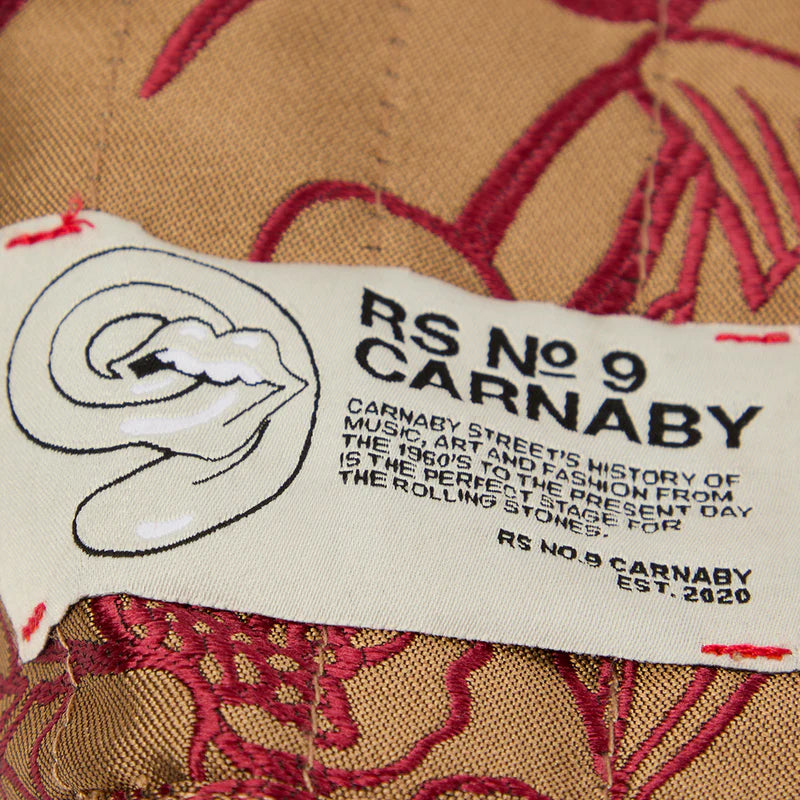 RS Nº 9
CARNABY
CARNABY STREET'S HISTORY OF
MUSIC, ART AND FASHION FROM
THE 1960'S TO THE PRESENT DAY
IS THE PERFECT STAGE FOR
THE ROLLING STONES.
RS NO.9 CARNABY
EST. 2020